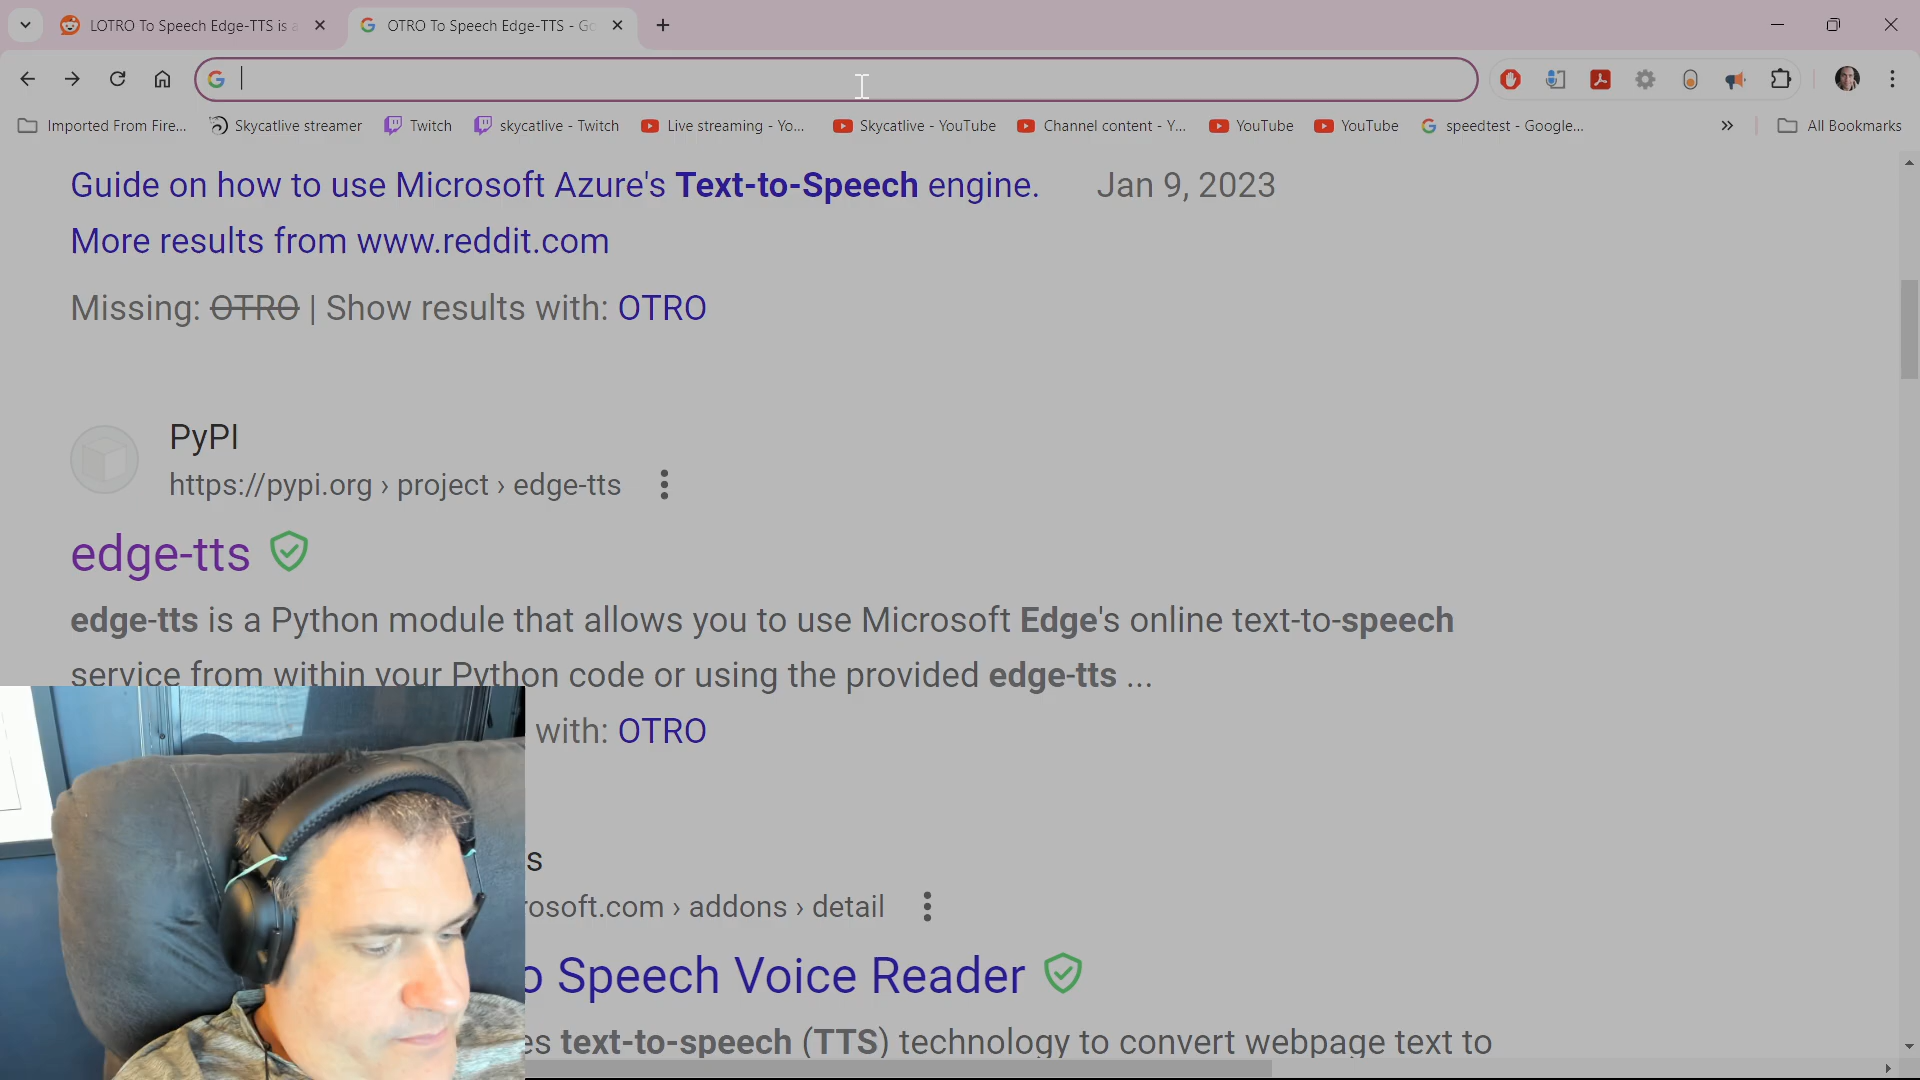 LOTRO To Speech Edge-TTS is a
OTRO To Speech Edge-TTS - Go
Imported From Fire...
Skycatlive streamer
Twitch
skycatlive - Twitch
Live streaming - Yo...
Skycatlive - YouTube
Channel content - Y...
YouTube
YouTube
speedtest - Google...
All Bookmarks
Guide on how to use Microsoft Azure's Text-to-Speech engine. Jan 9, 2023
More results from www.reddit.com
Missing: OTRO | Show results with: OTRO
PyPI
https://pypi.org › project › edge-tts
edge-tts
edge-tts is a Python module that allows you to use Microsoft Edge's online text-to-speech
service from within your Python code or using the provided edge-tts ...
with: OTRO
s
rosoft.com › addons › detail
o Speech Voice Reader
es text-to-speech (TTS) technology to convert webpage text to